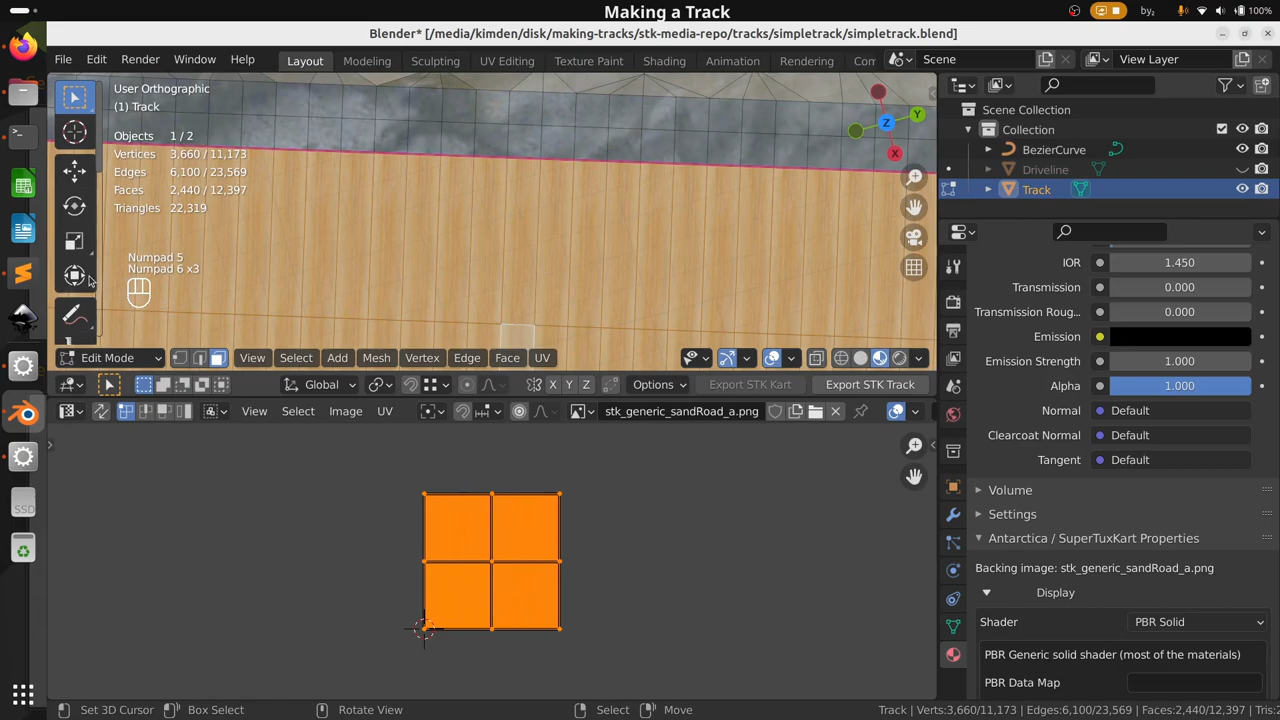 Making a Track
by₂
100%
Blender* [/media/kimden/disk/making-tracks/stk-media-repo/tracks/simpletrack/simpletrack.blend]
File Edit Render Window Help Layout Modeling Sculpting UV Editing Texture Paint Shading Animation Rendering Com Scene View Layer
User Orthographic
(1) Track
Objects 1 / 2
Vertices 3,660 / 11,173
Edges 6,100 / 23,569
Faces 2,440 / 12,397
Triangles 22,319
Numpad 5
Numpad 6 x3
Y
Z
X
Edit Mode View Select Add Mesh Vertex Edge Face UV
Global X Y Z Options Export STK Kart Export STK Track
View Select Image UV stk_generic_sandRoad_a.png
Scene Collection
Collection
BezierCurve
Driveline
Track
IOR 1.450
Transmission 0.000
Transmission Roug... 0.000
Emission
Emission Strength 1.000
Alpha 1.000
Normal Default
Clearcoat Normal Default
Tangent Default
Volume
Settings
Antarctica / SuperTuxKart Properties
Backing image: stk_generic_sandRoad_a.png
Display
Shader PBR Solid
PBR Generic solid shader (most of the materials)
PBR Data Map
SSD
Set 3D Cursor Box Select Rotate View Select Move Track | Verts:3,660/11,173 | Edges:6,100/23,569 | Faces:2,440/12,397 | Tris:2